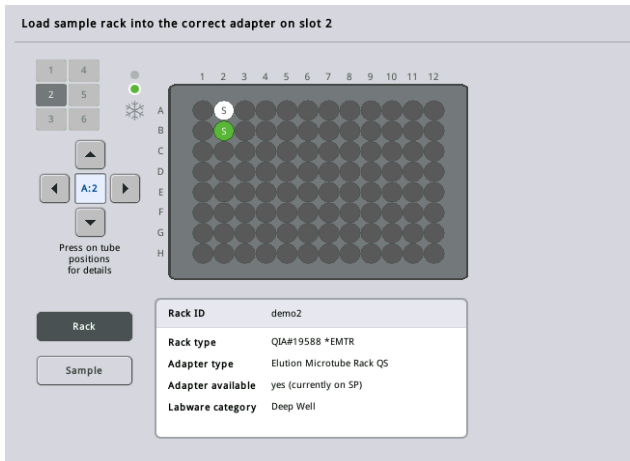 Load sample rack into the correct adapter on slot 2
1 4
2 5
3 6
1 2 3 4 5 6 7 8 9 10 11 12
A S
B S
C
D
E
F
G
H
A:2
Press on tube
positions
for details
Rack
Sample
Rack ID demo2
Rack type QIA#19588 *EMTR
Adapter type Elution Microtube Rack QS
Adapter available yes (currently on SP)
Labware category Deep Well